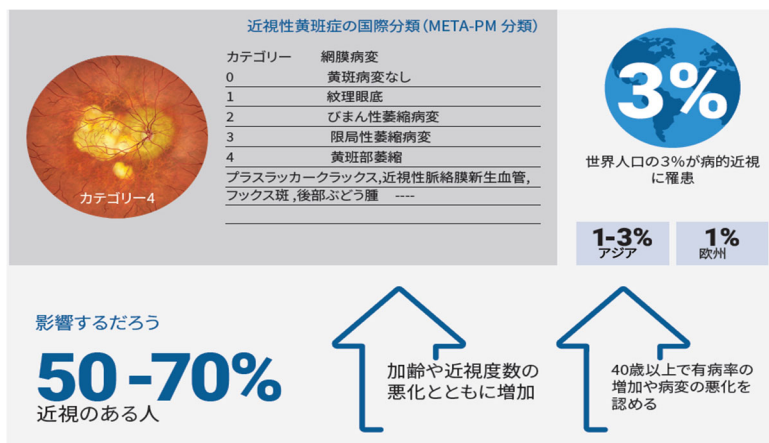 近視性黄斑症の国際分類(META-PM 分類)
カテゴリー 網膜病変
0 黄斑病変なし
1 紋理眼底
2 びまん性萎縮病変
3 限局性萎縮病変
4 黄斑部萎縮
プラスラッカークラックス,近視性脈絡膜新生血管,
フックス斑 ,後部ぶどう腫 ----
カテゴリー4
3%
世界人口の3%が病的近視
に罹患
1-3%
アジア
1%
欧州
影響するだろう
50 -70%
近視のある人
加齢や近視度数の
悪化とともに増加
40歳以上で有病率の
増加や病変の悪化を
認める